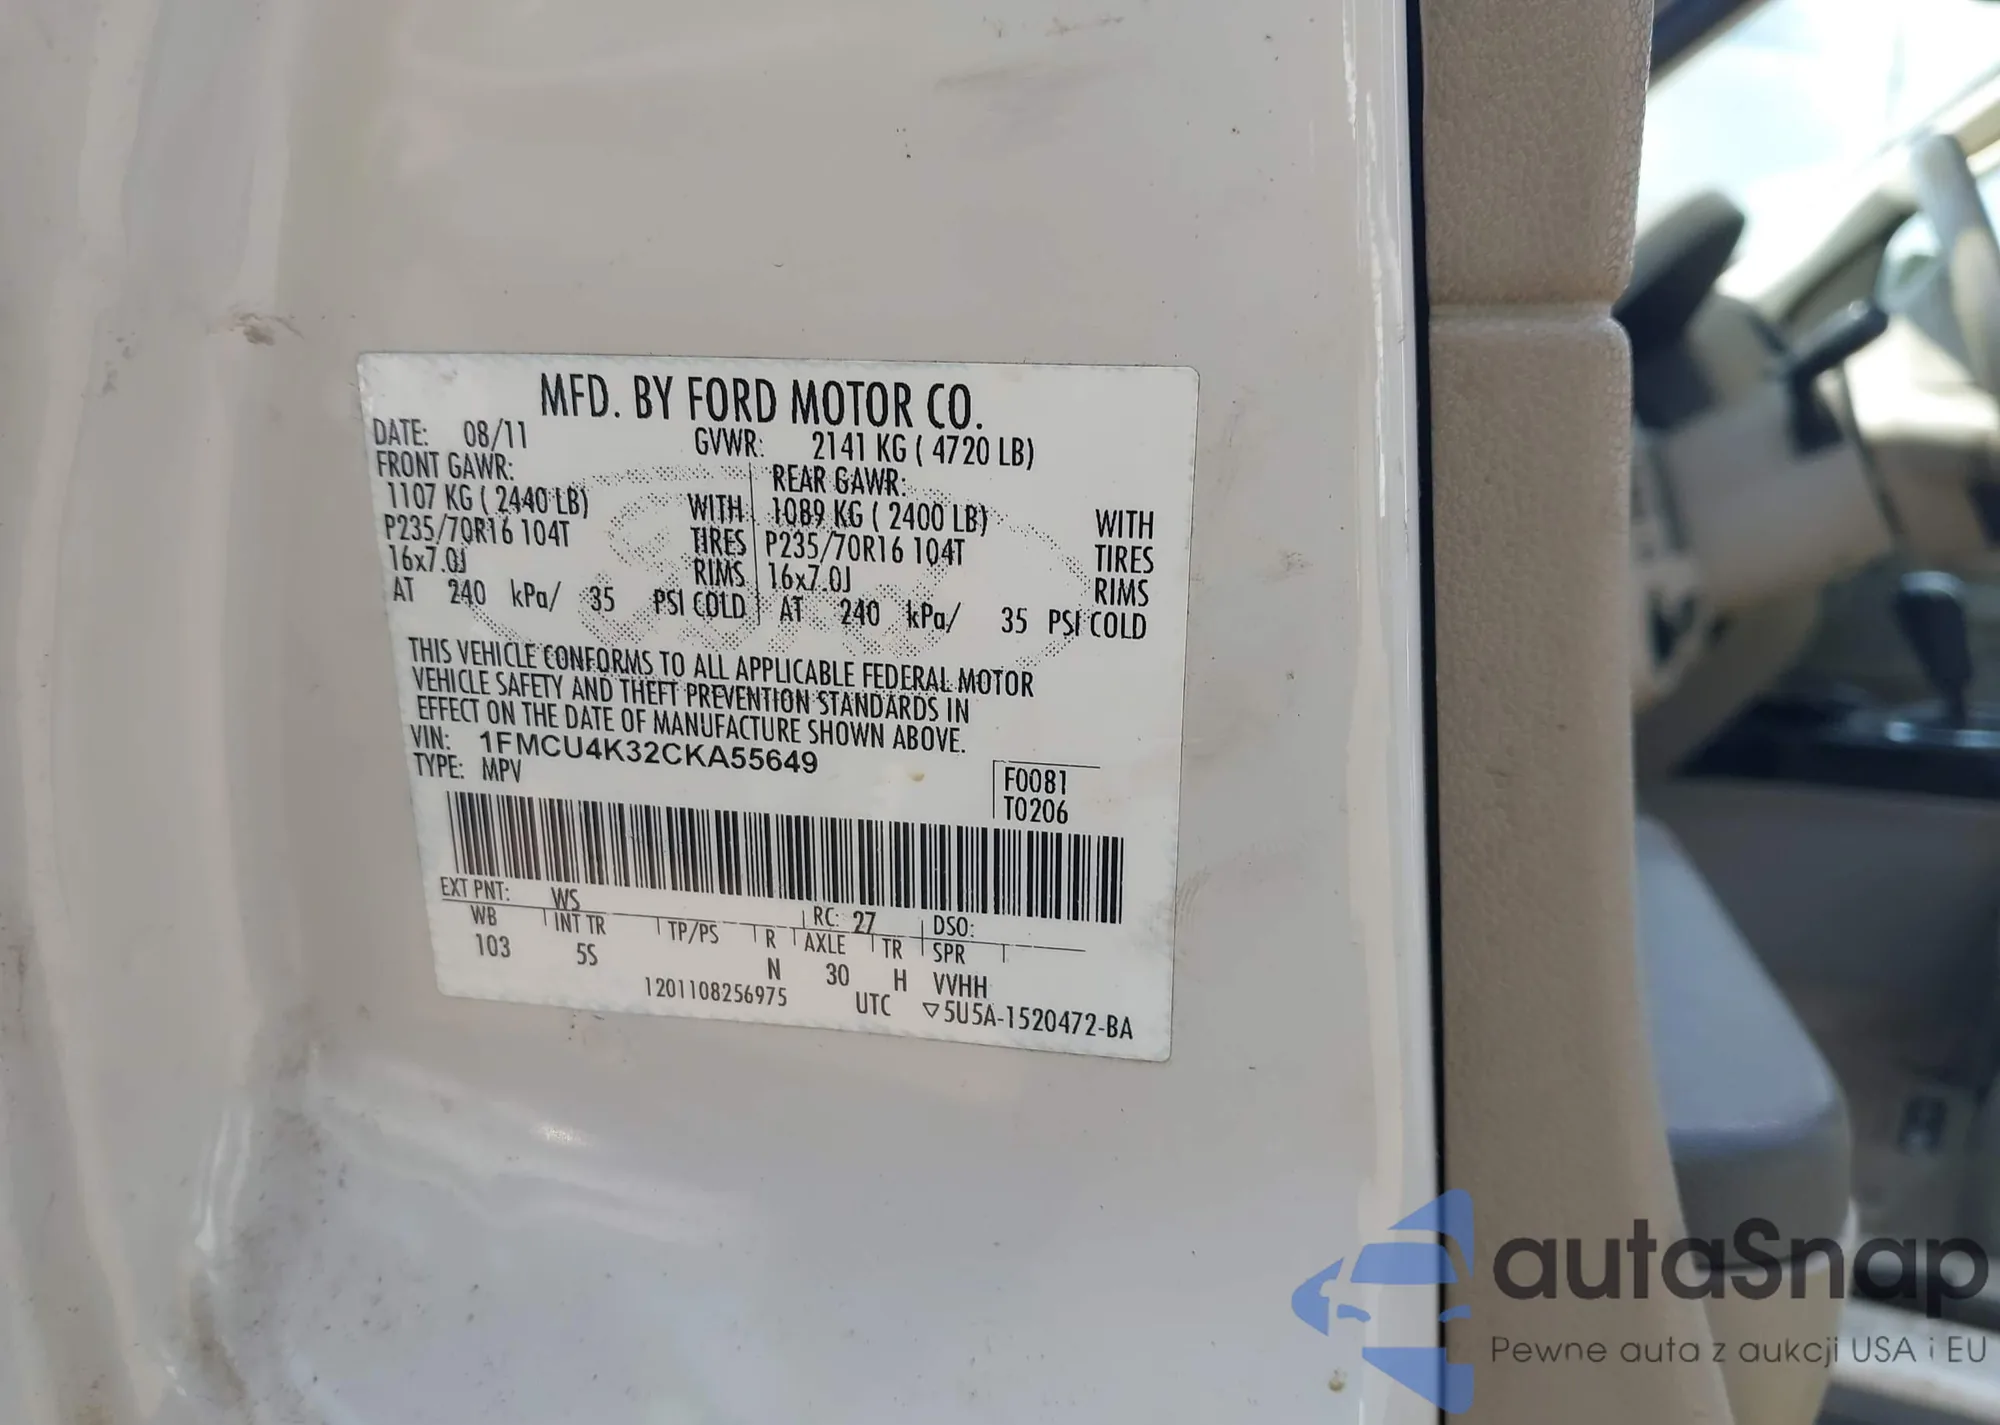 MFD. BY FORD MOTOR CO.
DATE: 08/11 GVWR: 2141 KG ( 4720 LB)
FRONT GAWR: REAR GAWR:
1107 KG ( 2440 LB) WITH 1089 KG ( 2400 LB) WITH
P235/70R16 104T TIRES P235/70R16 104T TIRES
16x7.0J RIMS 16x7.0J RIMS
AT 240 kPa/ 35 PSI COLD AT 240 kPa/ 35 PSI COLD
THIS VEHICLE CONFORMS TO ALL APPLICABLE FEDERAL MOTOR
VEHICLE SAFETY AND THEFT PREVENTION STANDARDS IN
EFFECT ON THE DATE OF MANUFACTURE SHOWN ABOVE.
VIN: 1FMCU4K32CKA55649
TYPE: MPV
F0081
T0206
EXT PNT: WS RC: 27 DSO:
WB INT TR TP/PS R AXLE TR SPR
103 5S N 30 H VVHH
1201108256975 UTC ▽5U5A-1520472-BA
autoSnap
Pewne auta z aukcji USA i EU